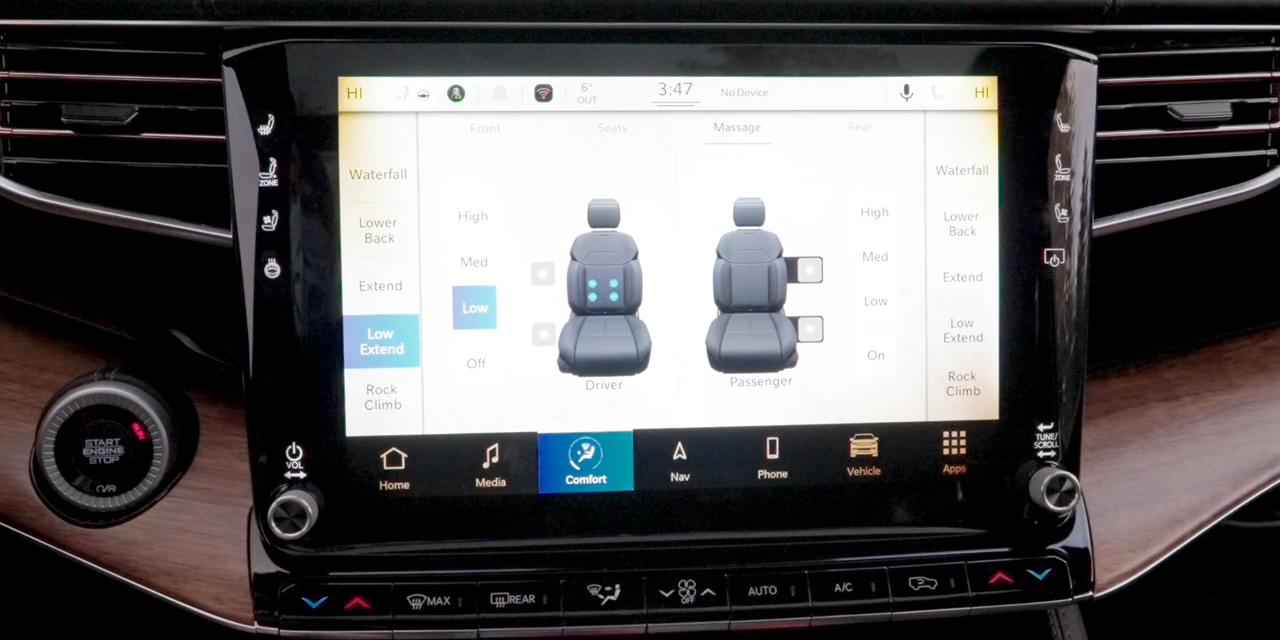 HI
6°
OUT
3:47
No Device
HI
Front
Seats
Massage
Rear
ZONE
ZONE
Waterfall
Lower
Back
Extend
Low
Extend
Rock
Climb
High
Med
Low
Off
Driver
Passenger
High
Med
Low
On
Waterfall
Lower
Back
Extend
Low
Extend
Rock
Climb
START
ENGINE
STOP
RUN
VOL
TUNE/
SCROLL
Home
Media
Comfort
Nav
Phone
Vehicle
Apps
MAX
REAR
OFF
AUTO
A/C